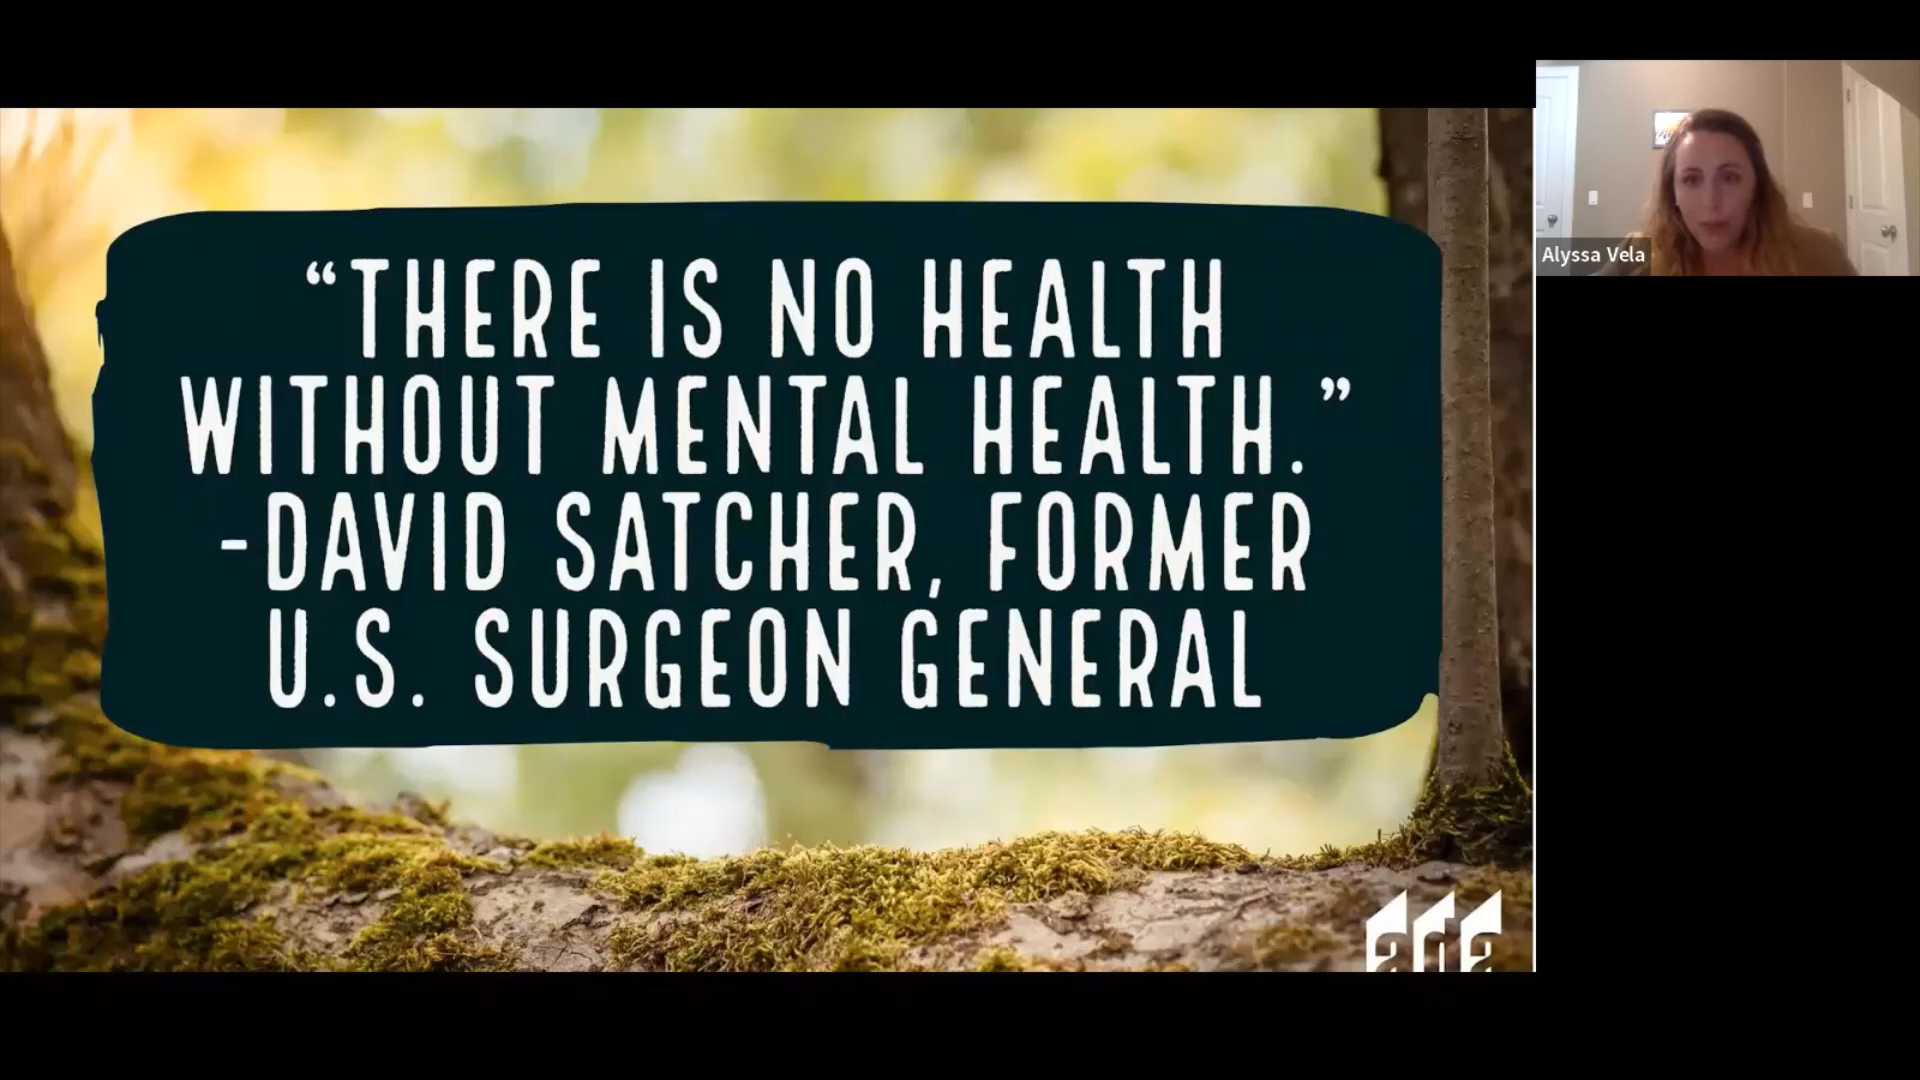 “THERE IS NO HEALTH
WITHOUT MENTAL HEALTH.”
-DAVID SATCHER, FORMER
U.S. SURGEON GENERAL
Alyssa Vela